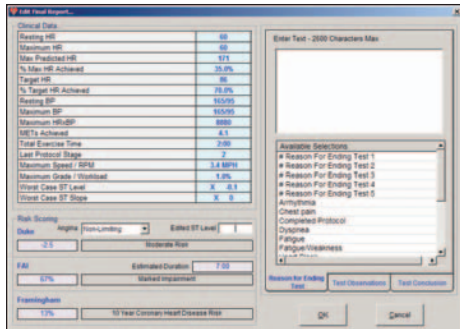 Edit Final Report...
Clinical Data
Resting HR 60
Maximum HR 60
Max Predicted HR 171
% Max HR Achieved 35.0%
Target HR 86
% Target HR Achieved 70.0%
Resting BP 165/95
Maximum BP 165/95
Maximum HRxBP 8080
METs Achieved 4.1
Total Exercise Time 2:00
Last Protocol Stage 2
Maximum Speed / RPM 3.4 MPH
Maximum Grade / Workload 1.0%
Worst Case ST Level X -0.1
Worst Case ST Slope X 0
Risk Scoring
Duke Angina Non-Limiting Edited ST Level
-2.5 Moderate Risk
FAI Estimated Duration 7:00
67% Marked Impairment
Framingham
13% 10 Year Coronary Heart Disease Risk
Enter Text - 2500 Characters Max
Available Selections
# Reason For Ending Test 1
# Reason For Ending Test 2
# Reason For Ending Test 3
# Reason For Ending Test 4
# Reason For Ending Test 5
Arrhythmia
Chest pain
Completed Protocol
Dyspnea
Fatigue
Fatigue/Weakness
Reason for Ending Test
Test Observations
Test Conclusion
OK
Cancel